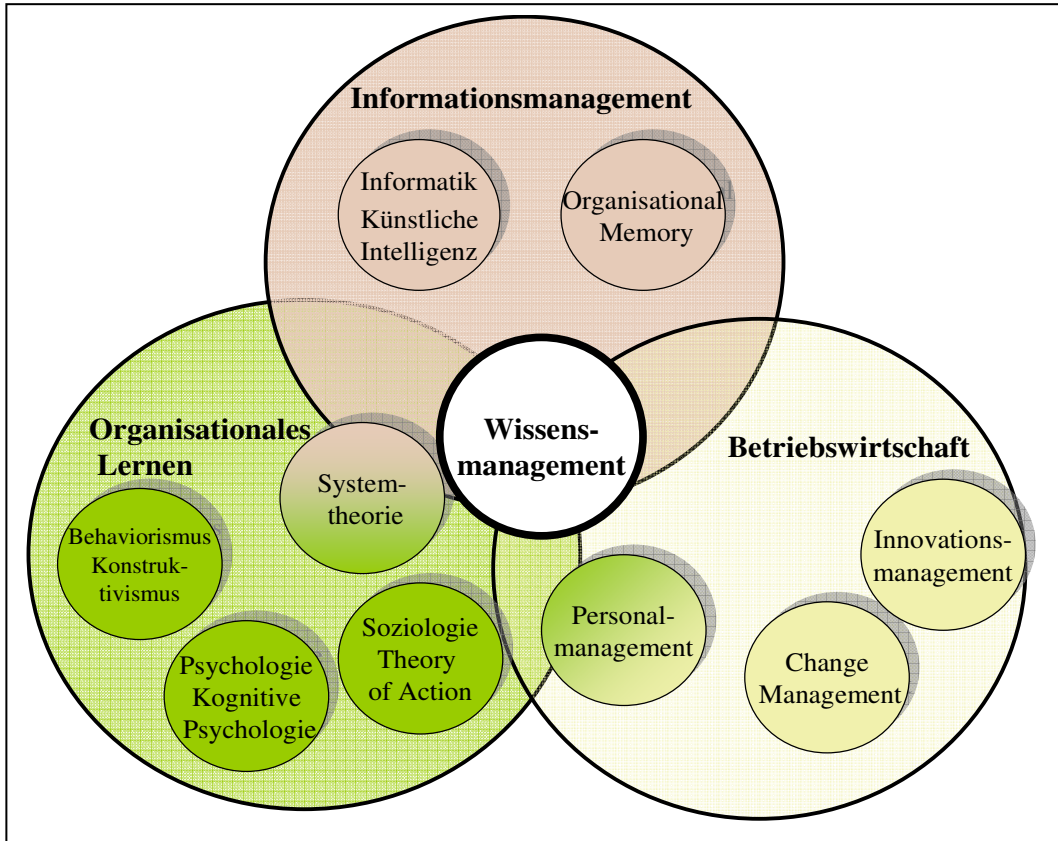 Informationsmanagement
Informatik
Künstliche
Intelligenz
Organisational
Memory
Organisationales
Lernen
System-
theorie
Behaviorismus
Konstruk-
tivismus
Psychologie
Kognitive
Psychologie
Soziologie
Theory
of Action
Wissens-
management
Betriebswirtschaft
Innovations-
management
Personal-
management
Change
Management